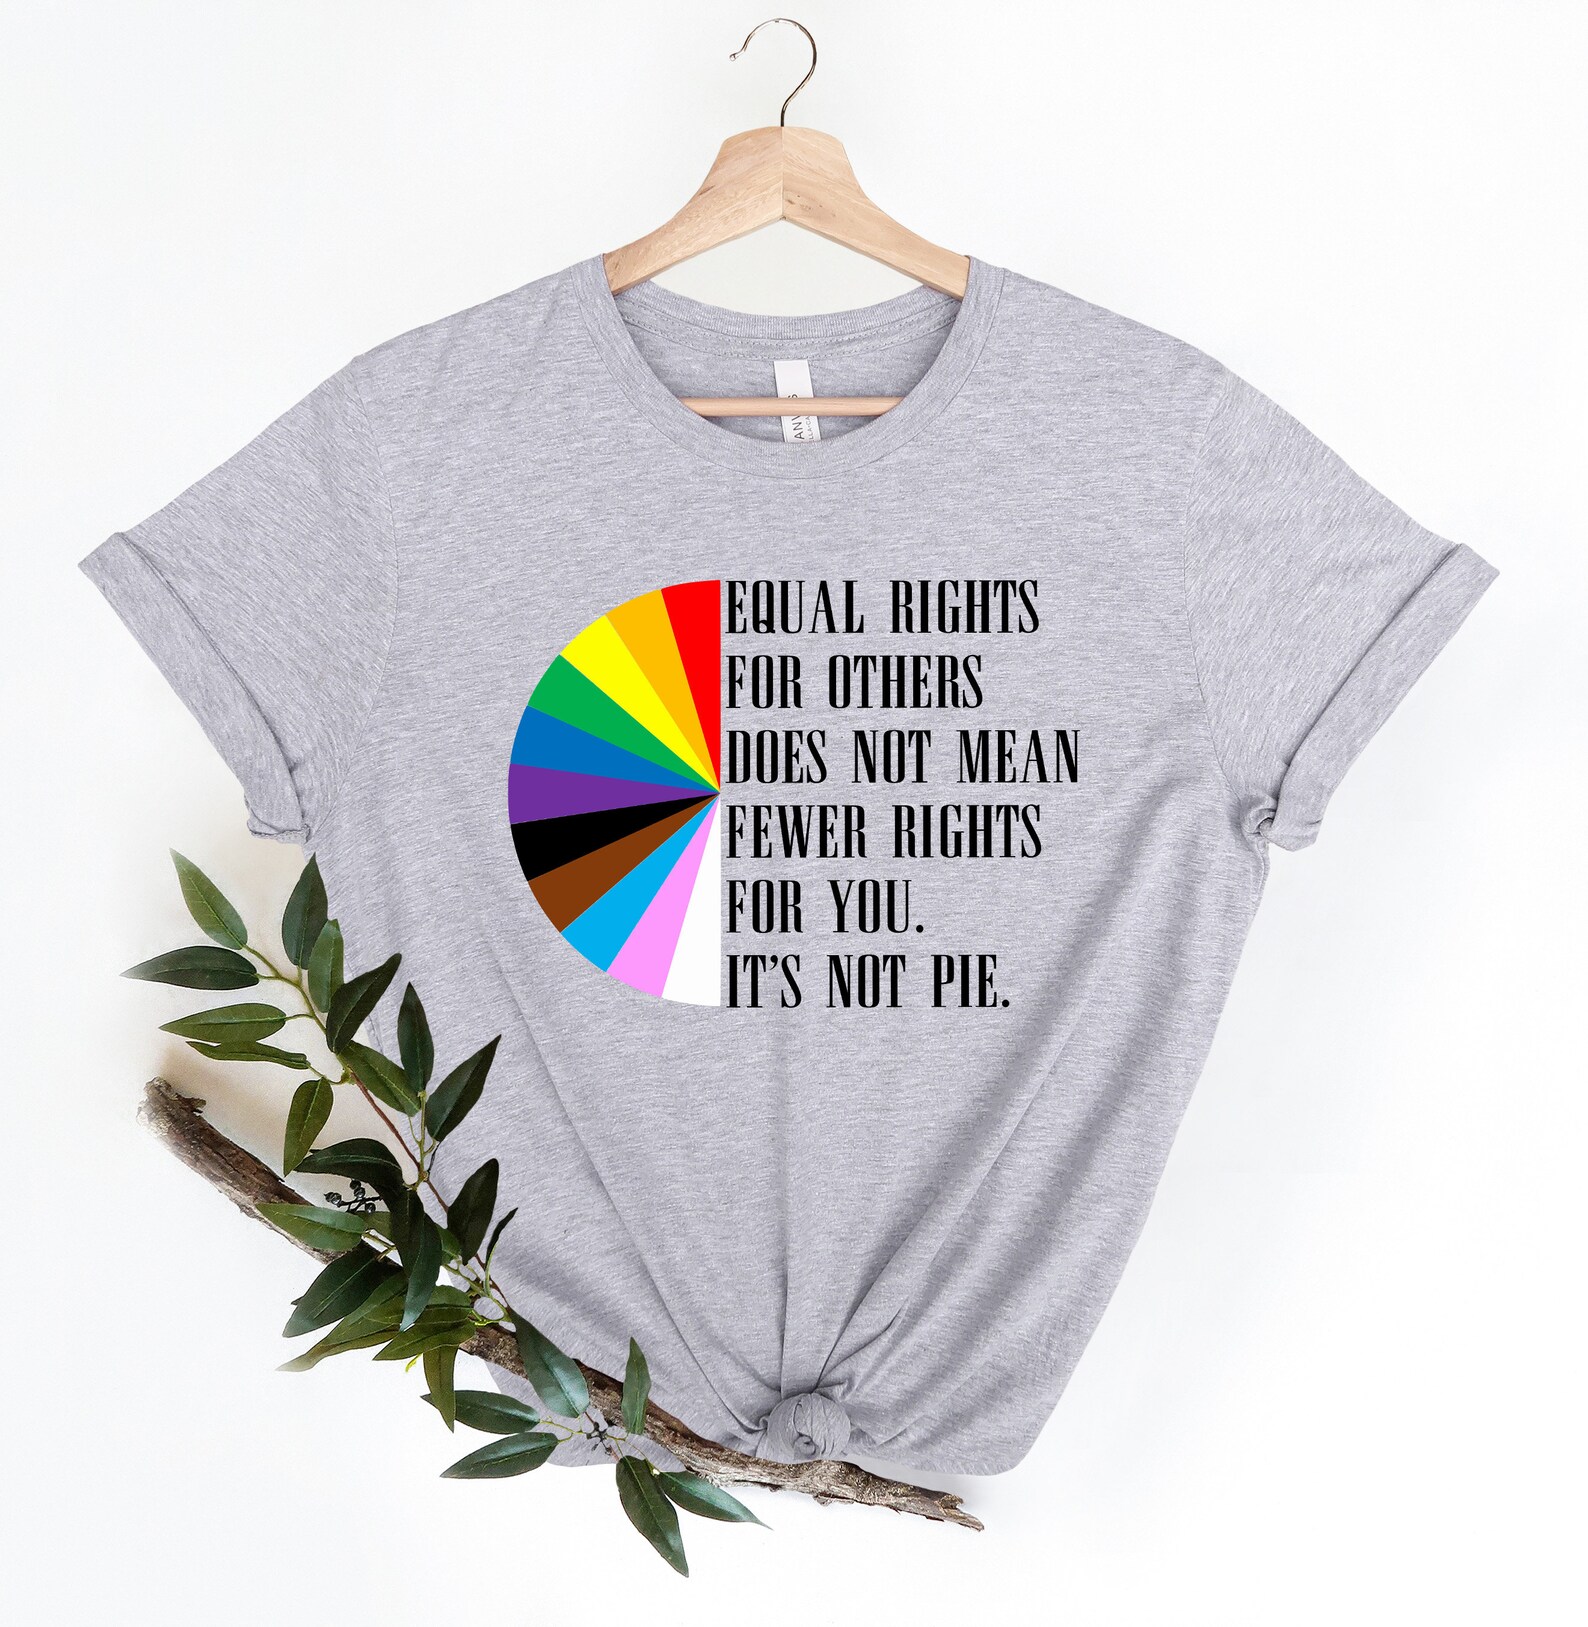 EQUAL RIGHTS
FOR OTHERS
DOES NOT MEAN
FEWER RIGHTS
FOR YOU.
IT'S NOT PIE.